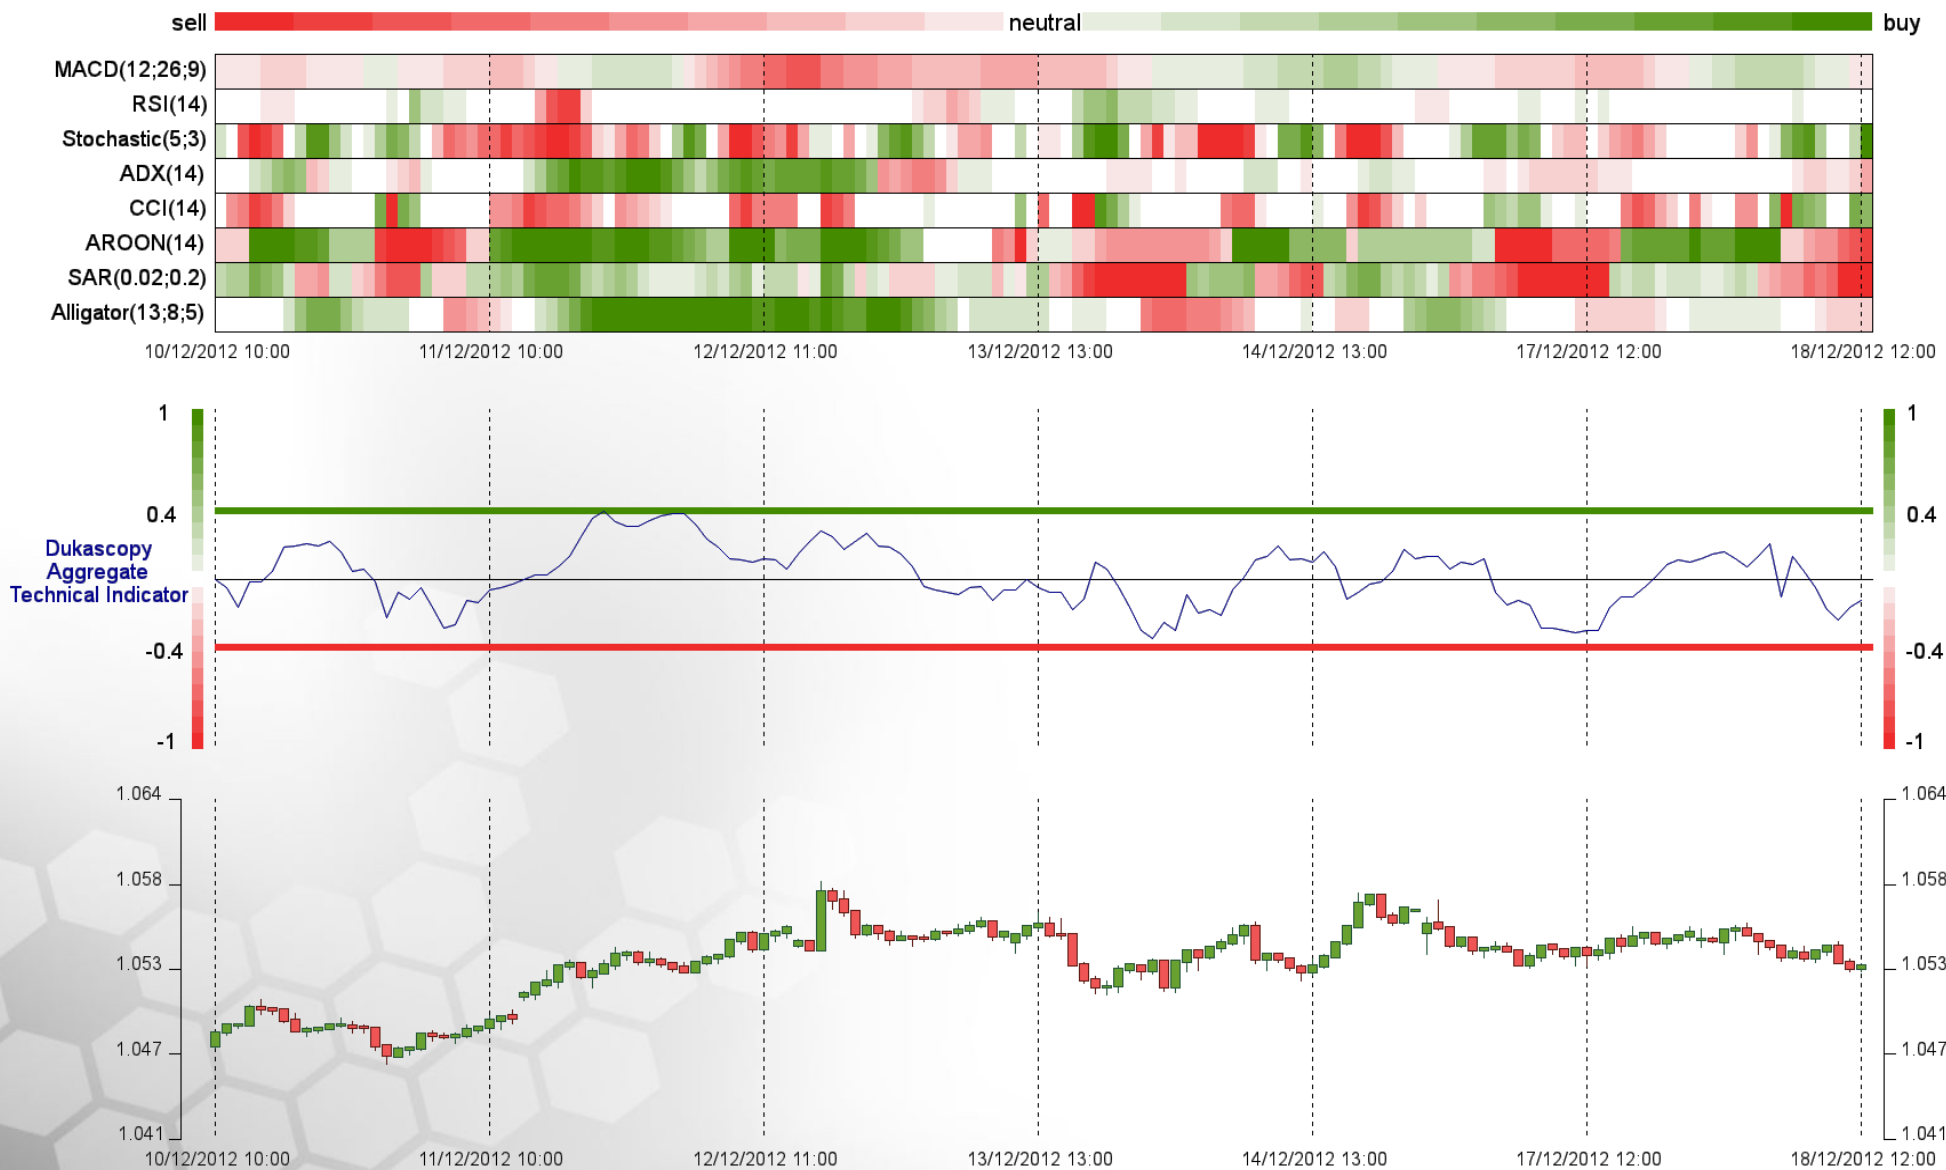 sell neutral buy
MACD(12;26;9)
RSI(14)
Stochastic(5;3)
ADX(14)
CCI(14)
AROON(14)
SAR(0.02;0.2)
Alligator(13;8;5)
10/12/2012 10:00 11/12/2012 10:00 12/12/2012 11:00 13/12/2012 13:00 14/12/2012 13:00 17/12/2012 12:00 18/12/2012 12:00
1 1
0.4 0.4
Dukascopy
Aggregate
Technical Indicator
-0.4 -0.4
-1 -1
1.064 1.064
1.058 1.058
1.053 1.053
1.047 1.047
1.041 1.041
10/12/2012 10:00 11/12/2012 10:00 12/12/2012 11:00 13/12/2012 13:00 14/12/2012 13:00 17/12/2012 12:00 18/12/2012 12:00